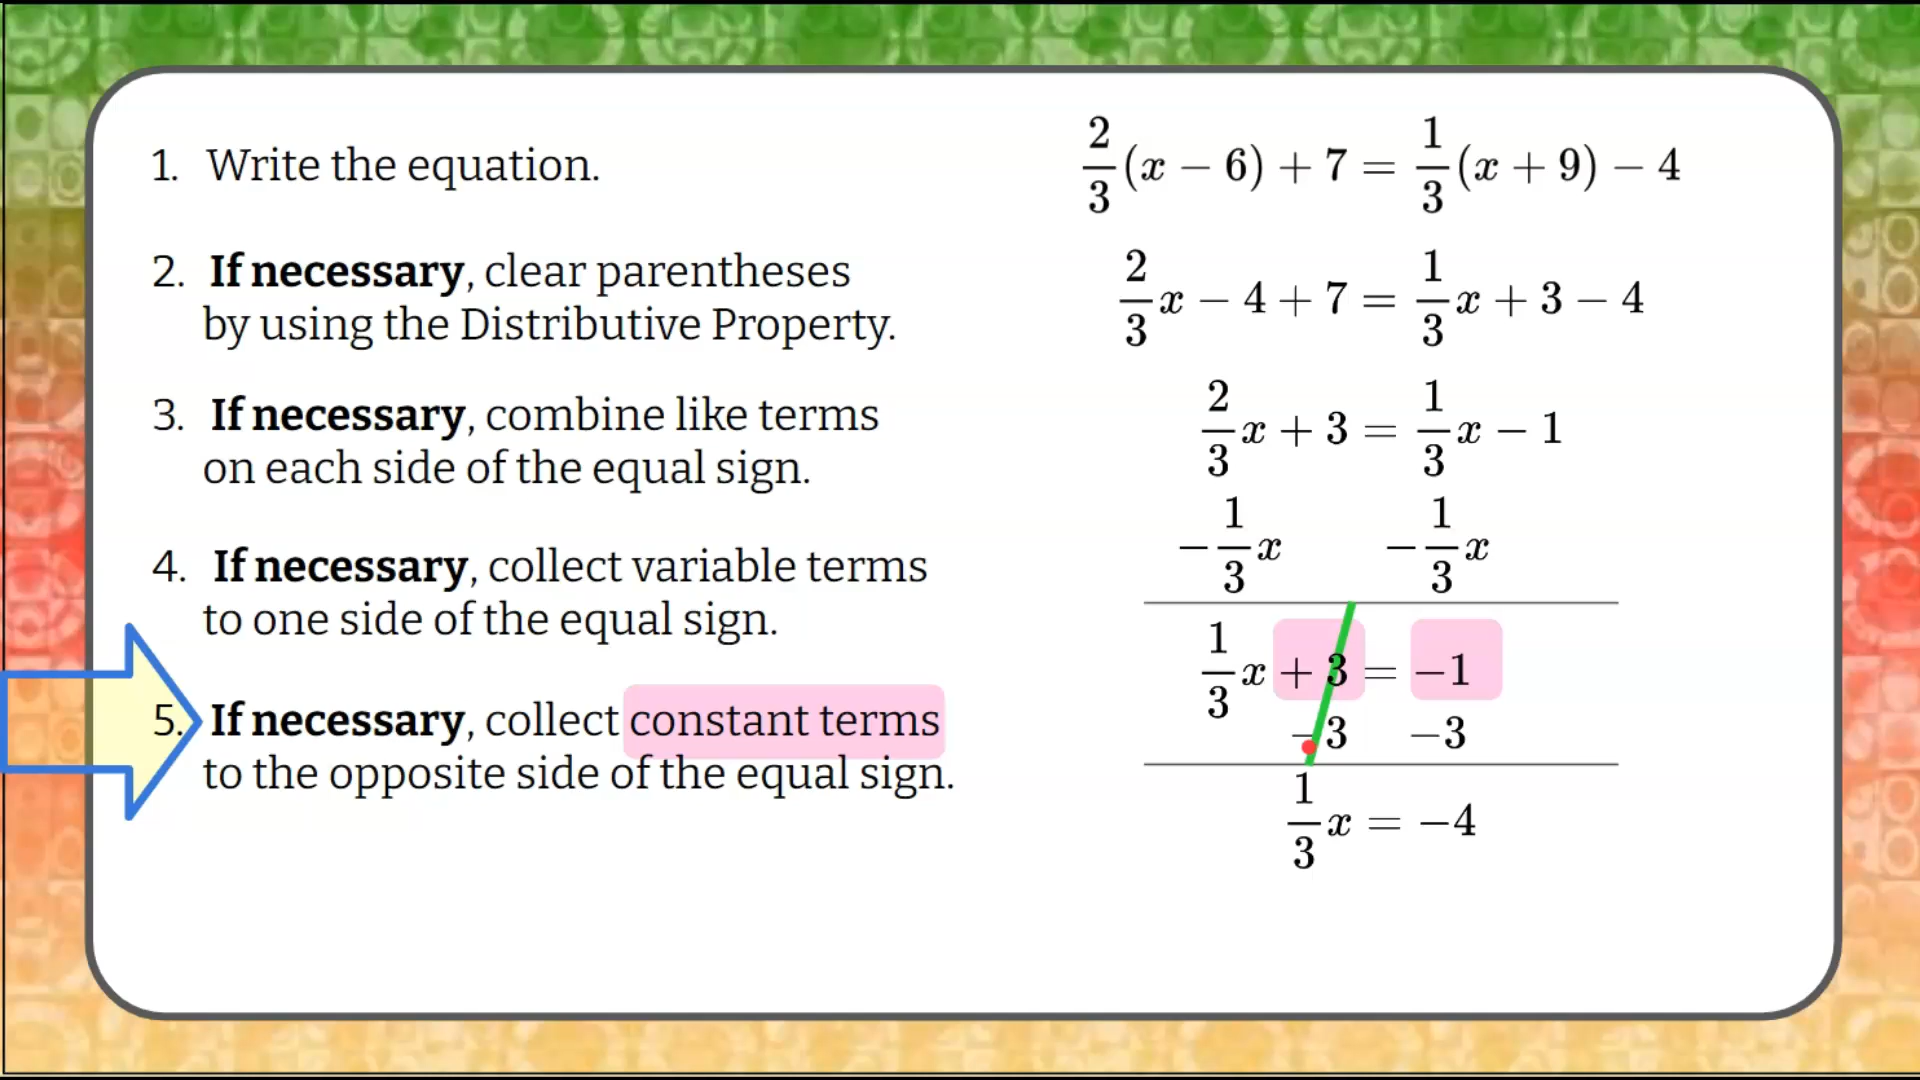 1. Write the equation.
2/3(x − 6) + 7 = 1/3(x + 9) − 4
2. If necessary, clear parentheses
by using the Distributive Property.
2/3x − 4 + 7 = 1/3x + 3 − 4
3. If necessary, combine like terms
on each side of the equal sign.
2/3x + 3 = 1/3x − 1
−1/3x −1/3x
4. If necessary, collect variable terms
to one side of the equal sign.
1/3x + 3 = −1
5. If necessary, collect constant terms
to the opposite side of the equal sign.
−3 −3
1/3x = −4